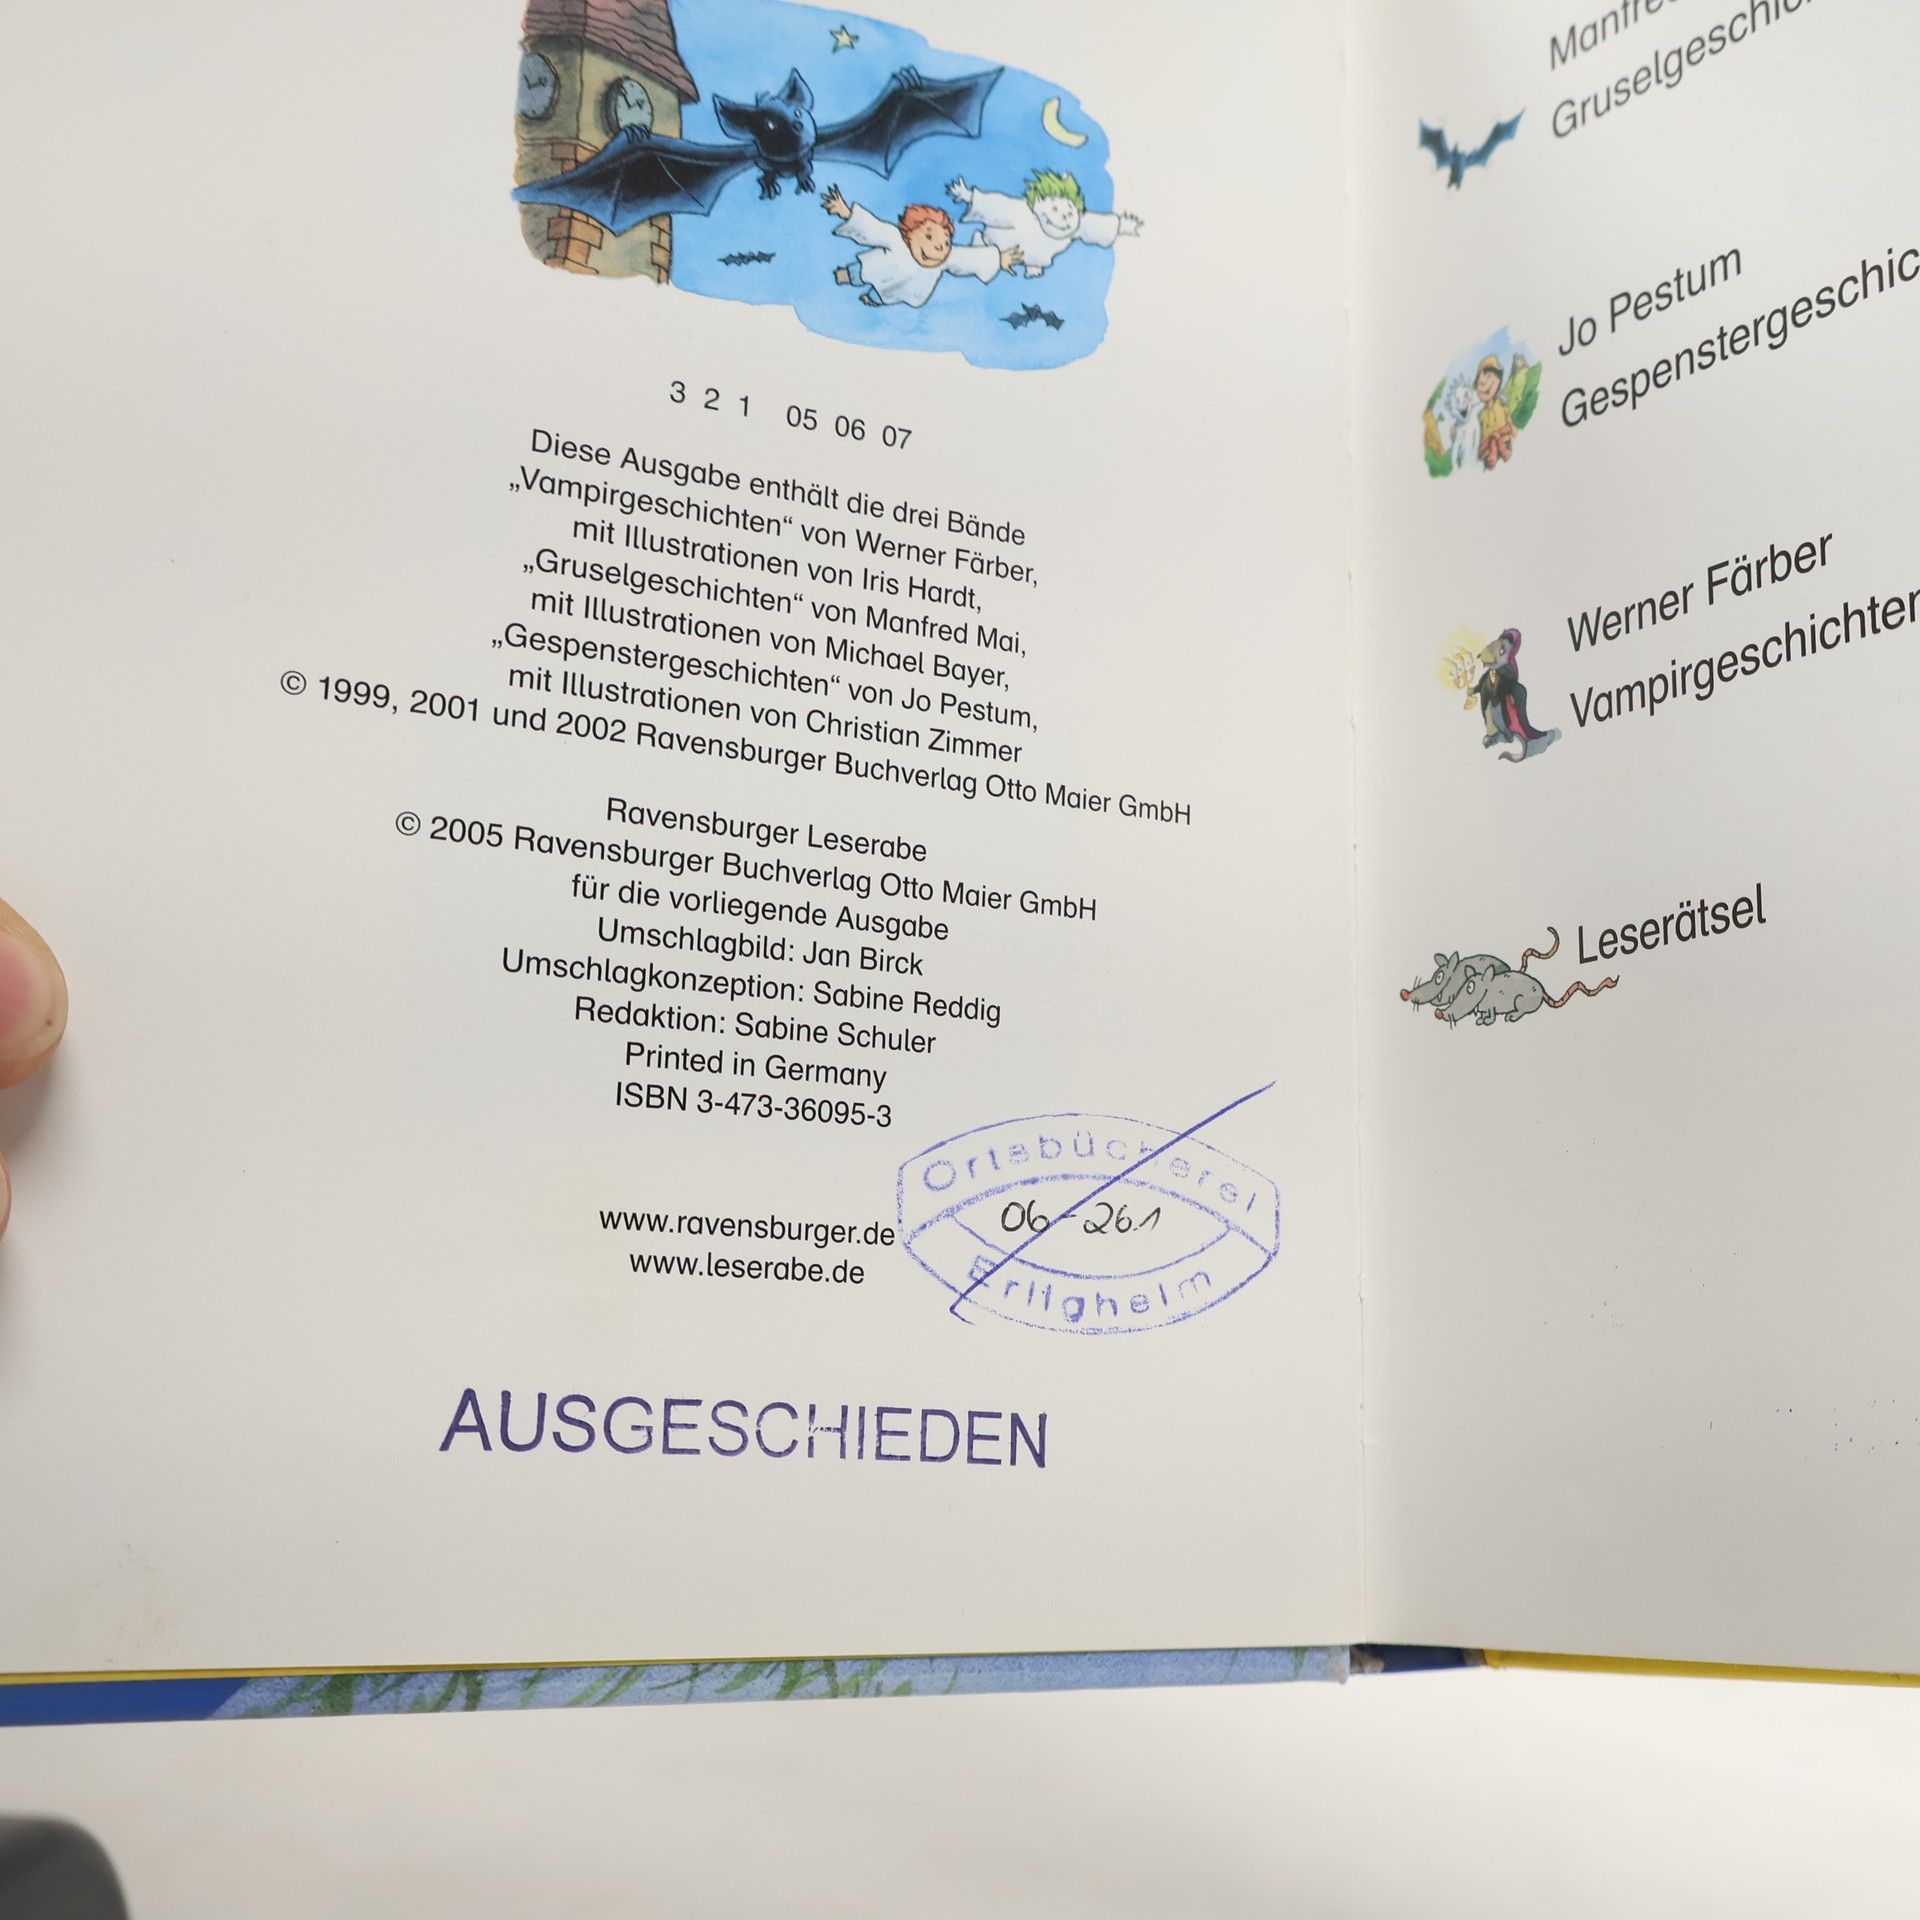 3 2 1 05 06 07
Diese Ausgabe enthält die drei Bände
„Vampirgeschichten“ von Werner Färber,
mit Illustrationen von Iris Hardt,
„Gruselgeschichten“ von Manfred Mai,
mit Illustrationen von Michael Bayer,
„Gespenstergeschichten“ von Jo Pestum,
mit Illustrationen von Christian Zimmer
© 1999, 2001 und 2002 Ravensburger Buchverlag Otto Maier GmbH
Ravensburger Leserabe
© 2005 Ravensburger Buchverlag Otto Maier GmbH
für die vorliegende Ausgabe
Umschlagbild: Jan Birck
Umschlagkonzeption: Sabine Reddig
Redaktion: Sabine Schuler
Printed in Germany
ISBN 3-473-36095-3
www.ravensburger.de
www.leserabe.de
Ortsbücherei
06-261
Erligheim
AUSGESCHIEDEN
Jo Pestum
Gespenstergeschic
Werner Färber
Vampirgeschichten
Leserätsel